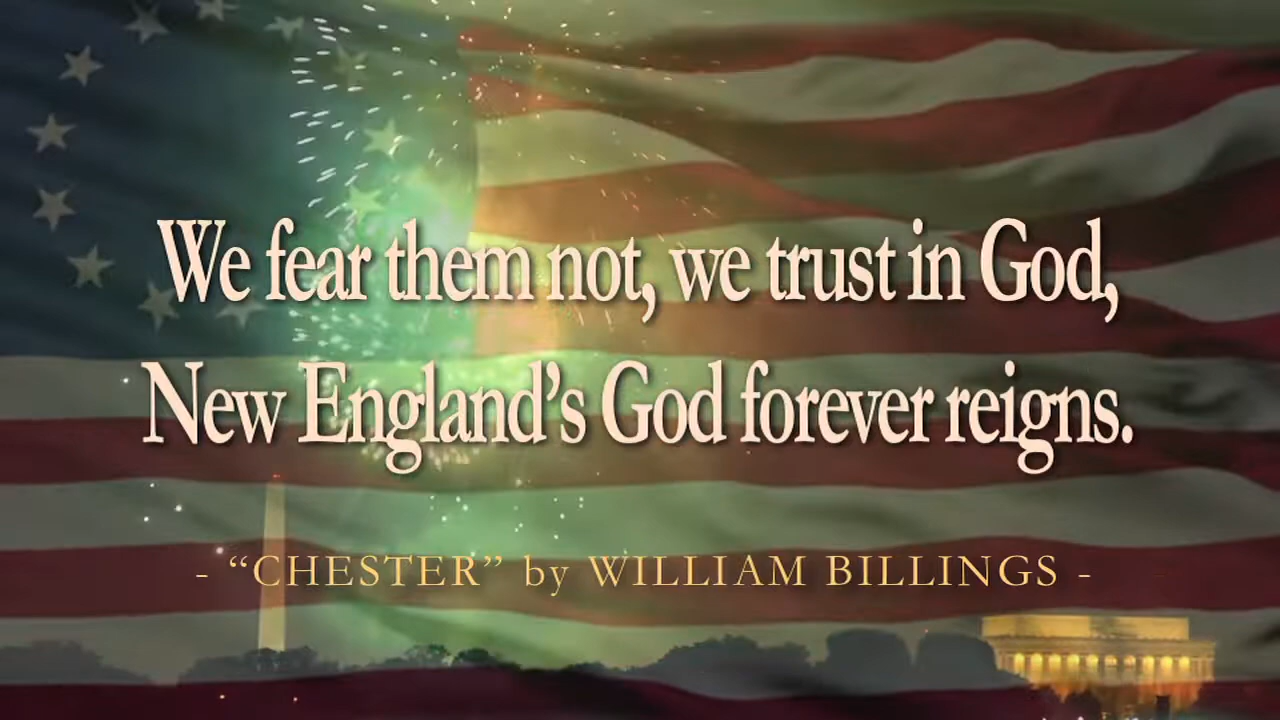 We fear them not, we trust in God,
New England’s God forever reigns.
- “CHESTER” by WILLIAM BILLINGS -